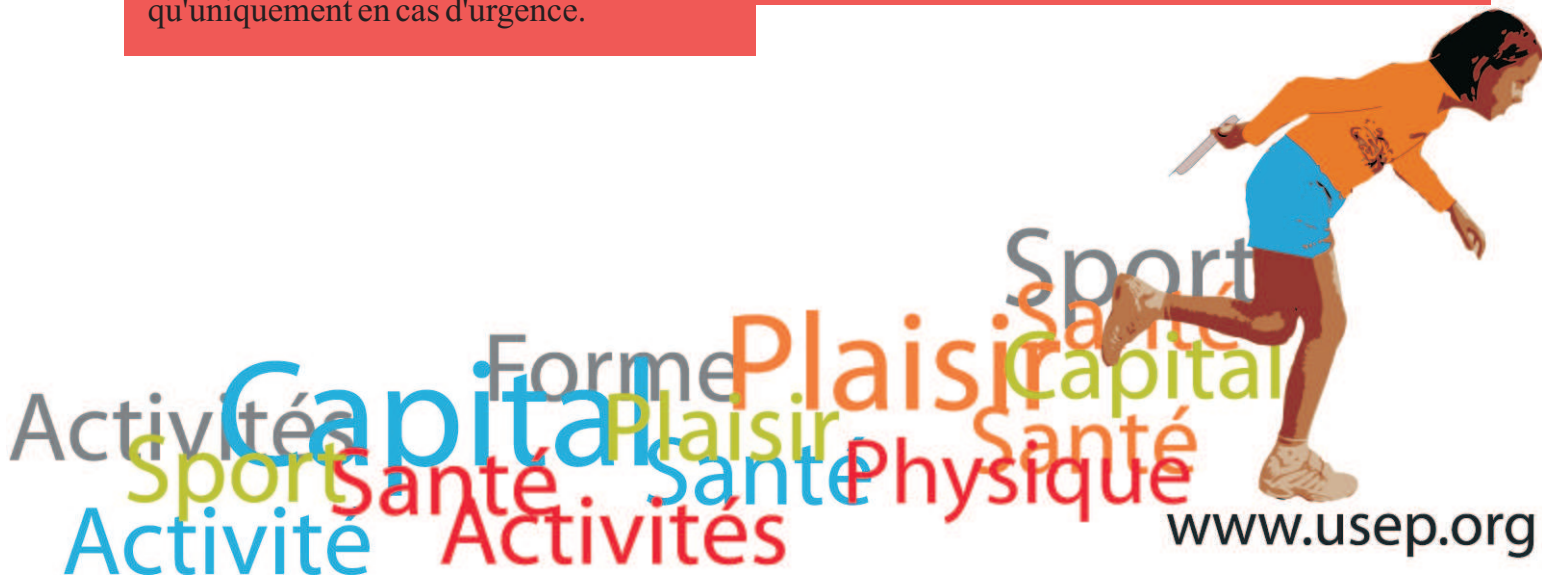 qu'uniquement en cas d'urgence.
Sport
Santé
Forme Plaisir Capital
Activités Capital Plaisir Santé
Sport Santé Santé Physique
Activité Activités
www.usep.org